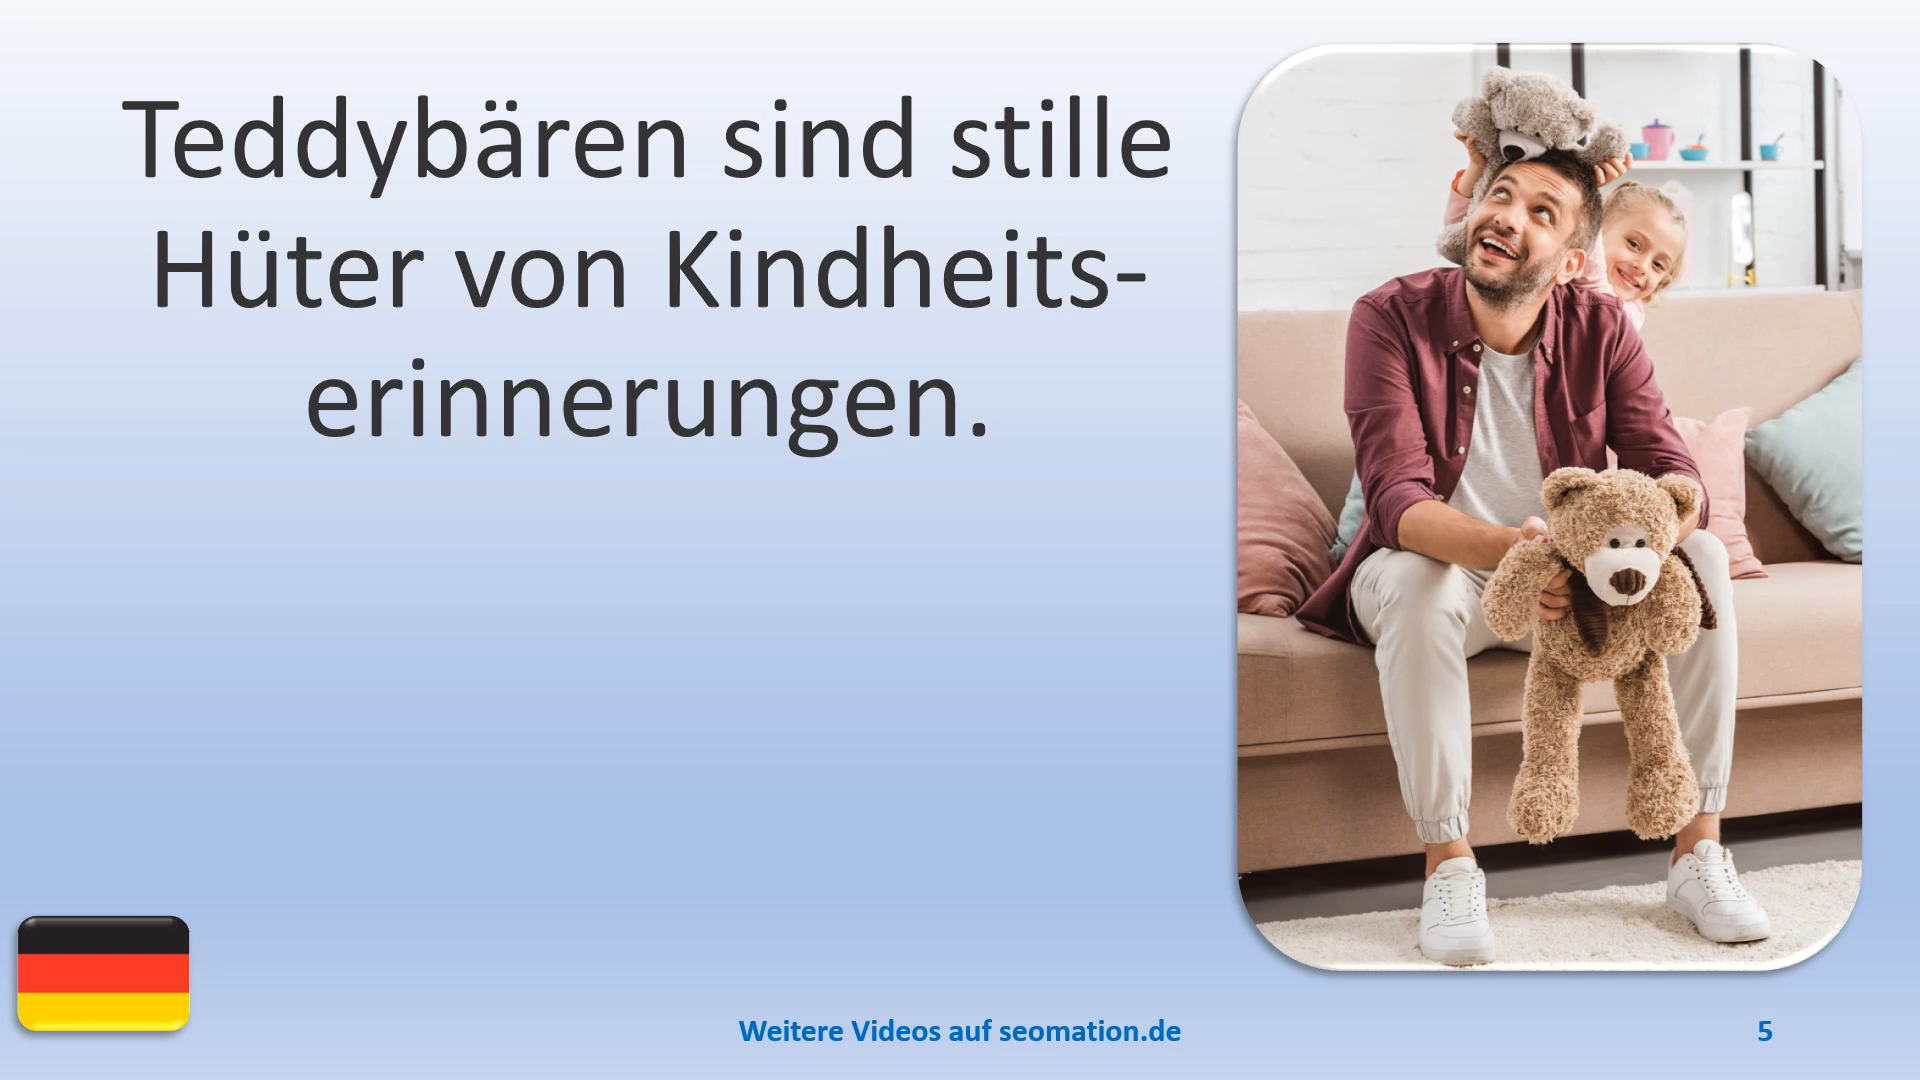 Teddybären sind stille
Hüter von Kindheits-
erinnerungen.
Weitere Videos auf seomation.de
5